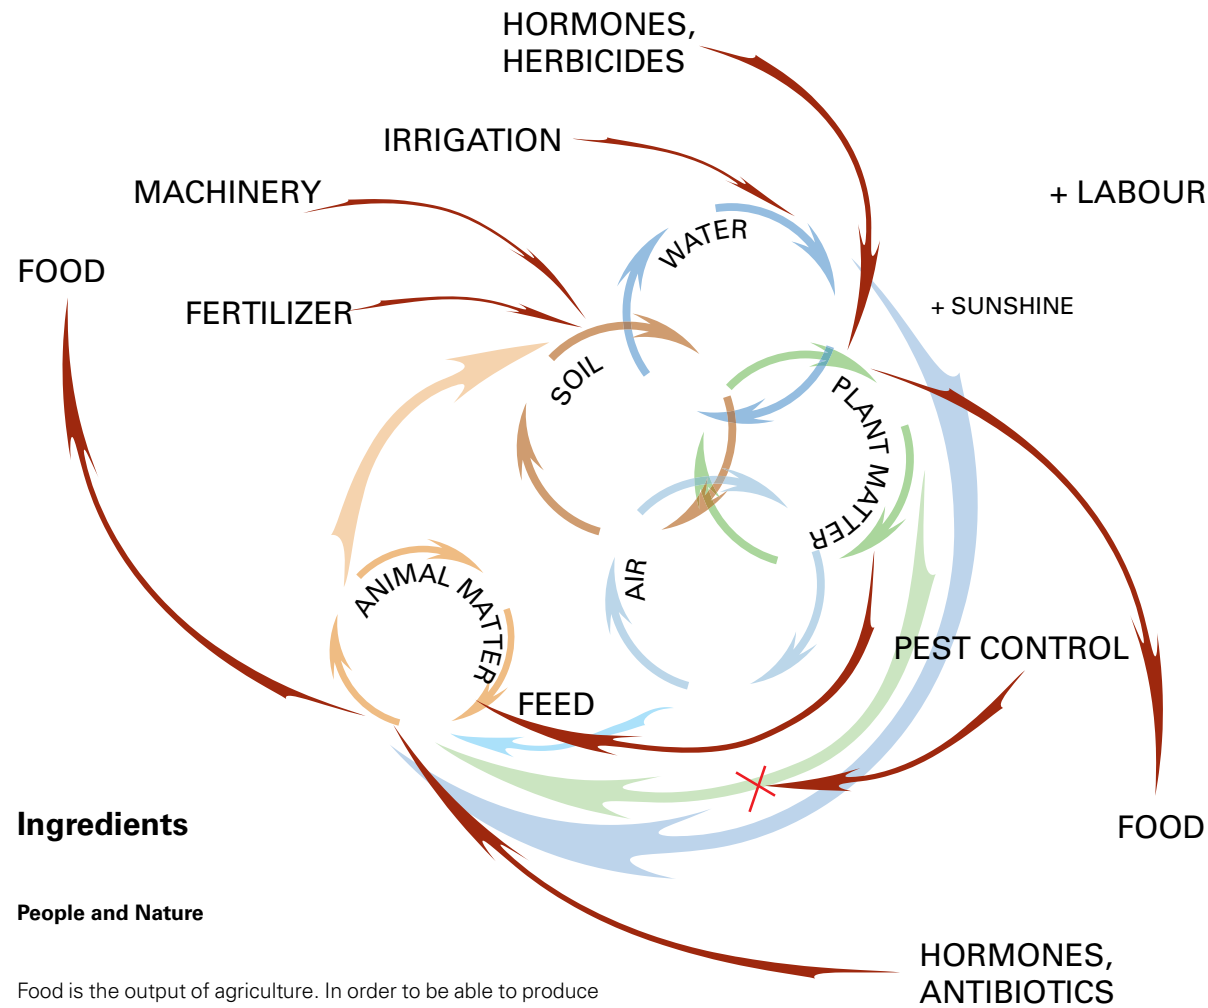 HORMONES,
HERBICIDES
IRRIGATION
MACHINERY
+ LABOUR
WATER
FOOD
FERTILIZER
+ SUNSHINE
SOIL
PLANT MATTER
AIR
ANIMAL MATTER
PEST CONTROL
FEED
Ingredients
FOOD
People and Nature
HORMONES,
ANTIBIOTICS
Food is the output of agriculture. In order to be able to produce